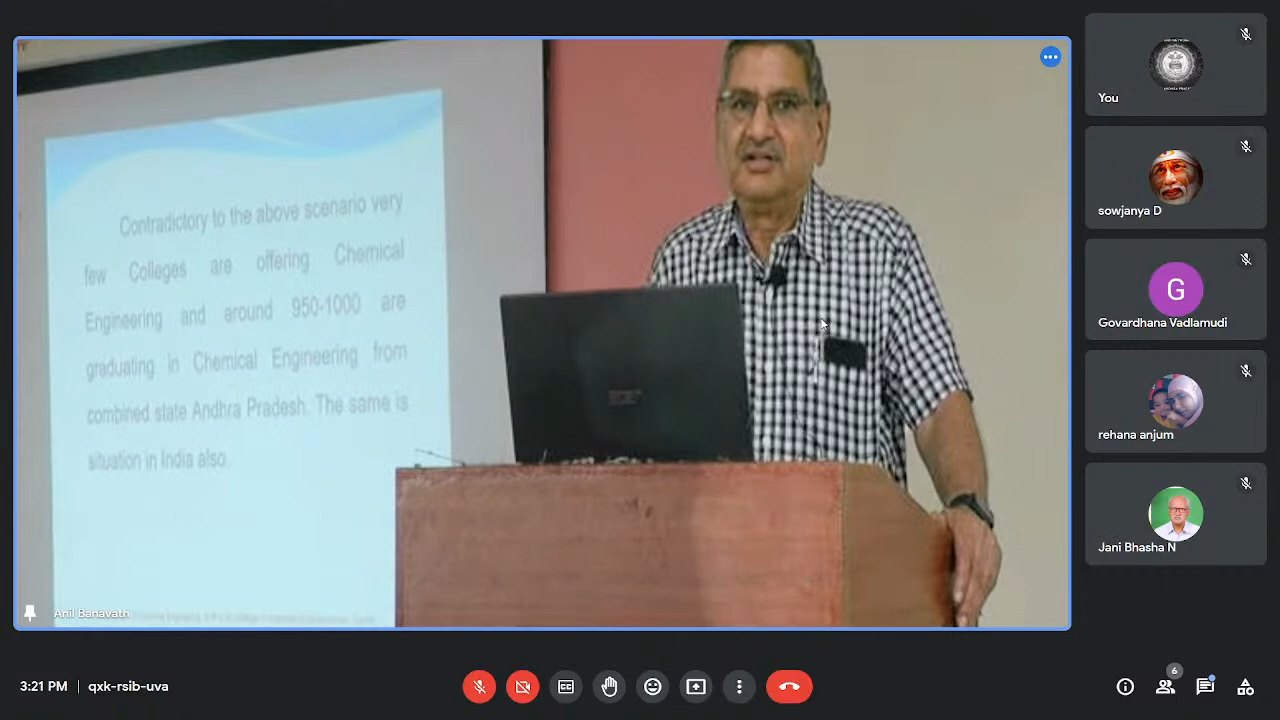 Contradictory to the above scenario very
few Colleges are offering Chemical
Engineering and around 950-1000 are
graduating in Chemical Engineering from
combined state Andhra Pradesh. The same is
situation in India also.
Anil Banavath
You
sowjanya D
G
Govardhana Vadlamudi
rehana anjum
Jani Bhasha N
3:21 PM | qxk-rsib-uva
6